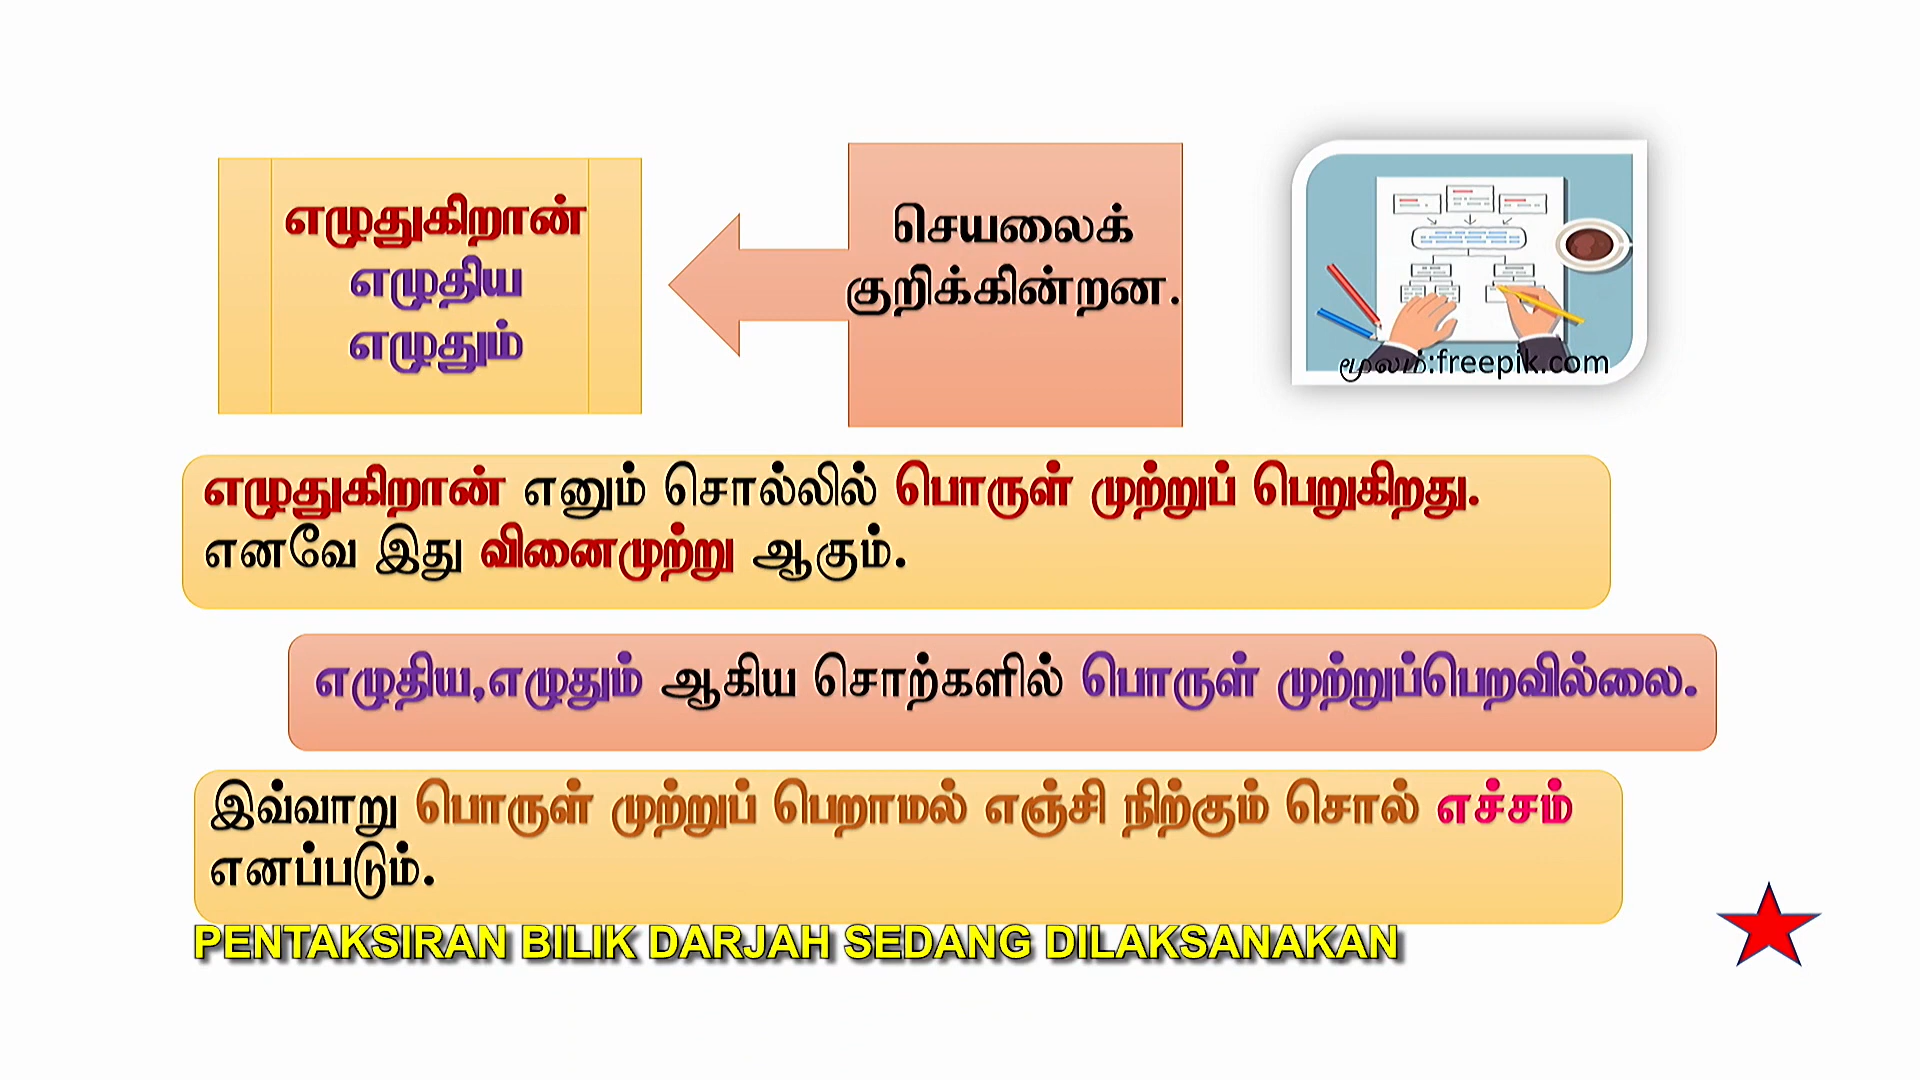 எழுதுகிறான்
எழுதிய
எழுதும்
செயலைக்
குறிக்கின்றன.
மூலம்:freepik.com
எழுதுகிறான் எனும் சொல்லில் பொருள் முற்றுப் பெறுகிறது.
எனவே இது வினைமுற்று ஆகும்.
எழுதிய,எழுதும் ஆகிய சொற்களில் பொருள் முற்றுப்பெறவில்லை.
இவ்வாறு பொருள் முற்றுப் பெறாமல் எஞ்சி நிற்கும் சொல் எச்சம்
எனப்படும்.
PENTAKSIRAN BILIK DARJAH SEDANG DILAKSANAKAN